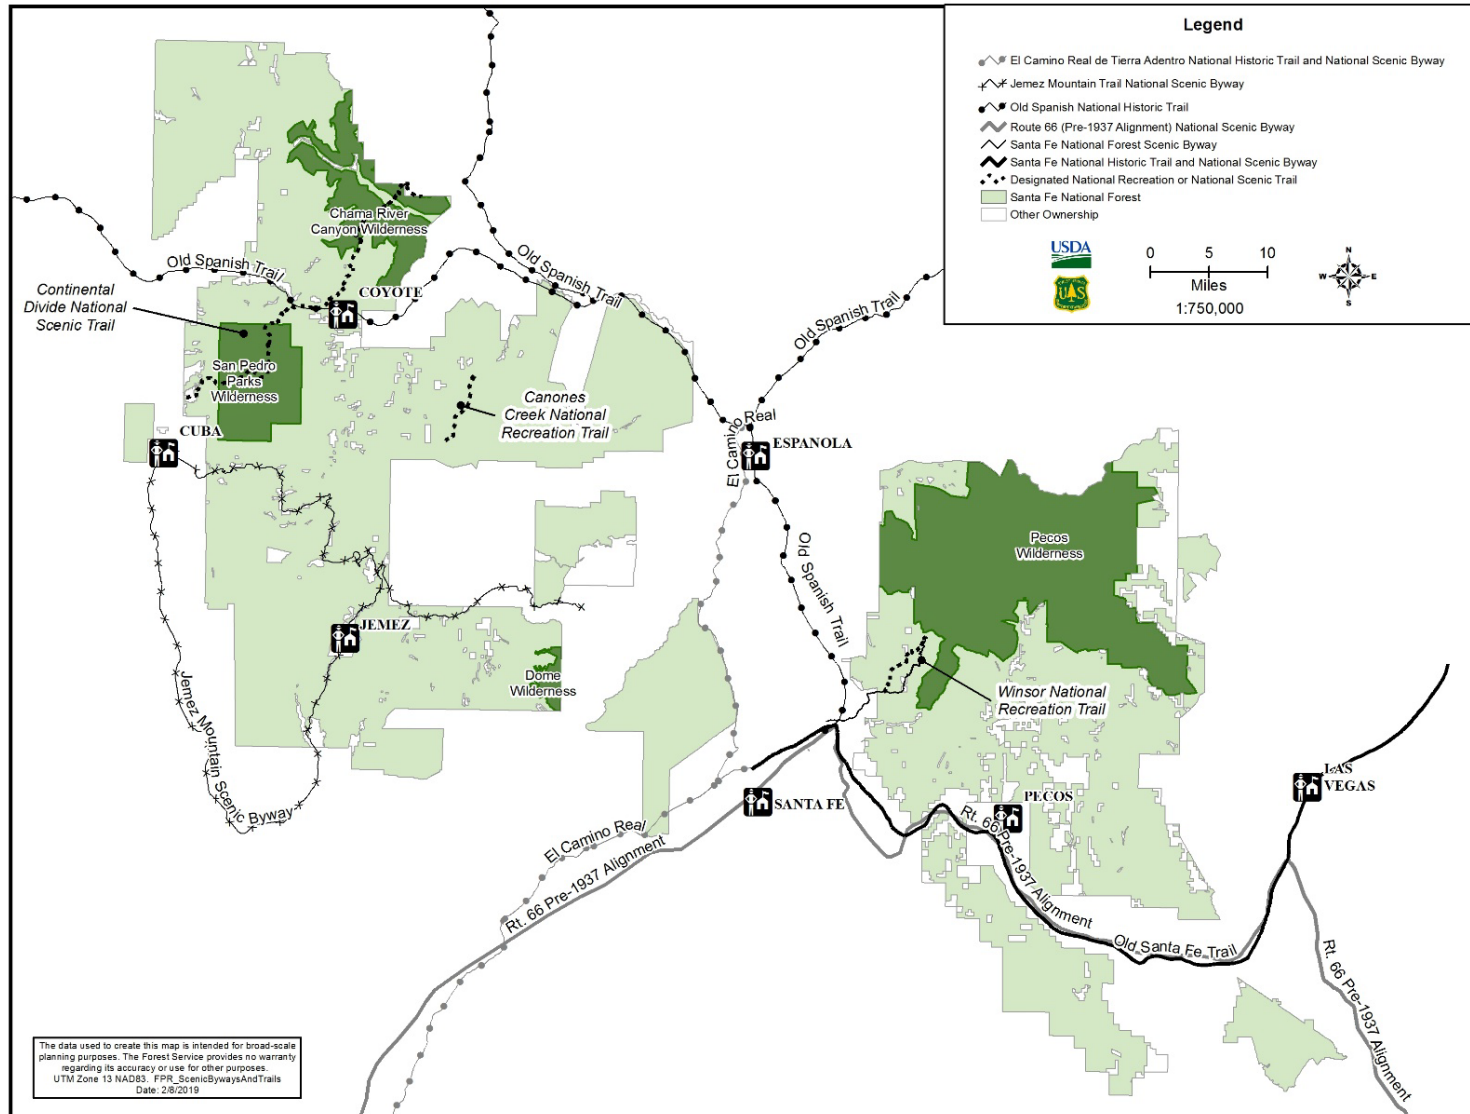 Legend
El Camino Real de Tierra Adentro National Historic Trail and National Scenic Byway
Jemez Mountain Trail National Scenic Byway
Old Spanish National Historic Trail
Route 66 (Pre-1937 Alignment) National Scenic Byway
Santa Fe National Forest Scenic Byway
Santa Fe National Historic Trail and National Scenic Byway
Designated National Recreation or National Scenic Trail
Santa Fe National Forest
Other Ownership
USDA
UAS
0 5 10
Miles
1:750,000
N
W E
S
Chama River
Canyon Wilderness
Old Spanish Trail
Old Spanish Trail
Old Spanish Trail
Continental
Divide National
Scenic Trail
COYOTE
San Pedro
Parks
Wilderness
Canones
Creek National
Recreation Trail
CUBA
El Camino Real
ESPANOLA
Old Spanish Trail
Pecos
Wilderness
JEMEZ
Dome
Wilderness
Winsor National
Recreation Trail
Jemez Mountain Scenic Byway
SANTA FE
PECOS
LAS
VEGAS
El Camino Real
Rt. 66 Pre-1937 Alignment
Rt. 66 Pre-1937 Alignment
Old Santa Fe Trail
Rt. 66 Pre-1937 Alignment
The data used to create this map is intended for broad-scale
planning purposes. The Forest Service provides no warranty
regarding its accuracy or use for other purposes.
UTM Zone 13 NAD83. FPR_ScenicBywaysAndTrails
Date: 2/8/2019